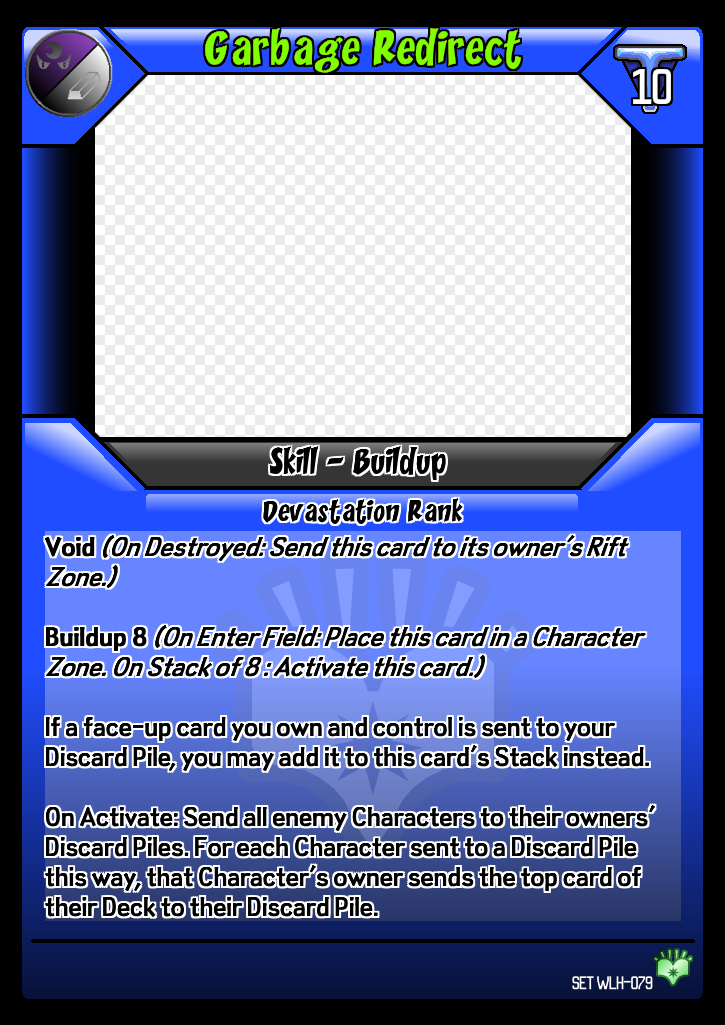 Garbage Redirect
10
Skill - Buildup
Devastation Rank
Void (On Destroyed: Send this card to its owner's Rift
Zone.)
Buildup 8 (On Enter Field: Place this card in a Character
Zone. On Stack of 8 : Activate this card.)
If a face-up card you own and control is sent to your
Discard Pile, you may add it to this card's Stack instead.
On Activate: Send all enemy Characters to their owners'
Discard Piles. For each Character sent to a Discard Pile
this way, that Character's owner sends the top card of
their Deck to their Discard Pile.
SET WLH-079